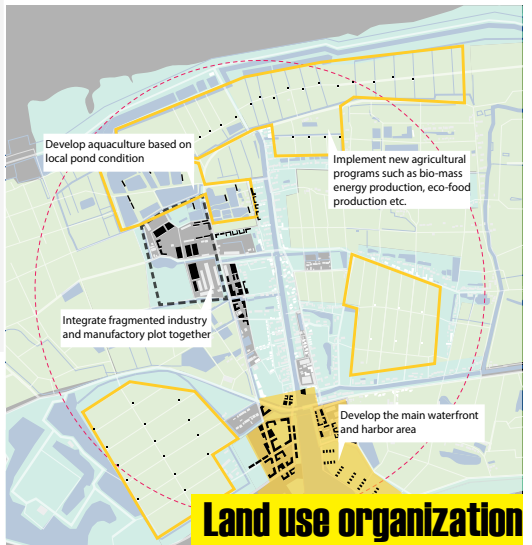 Develop aquaculture based on
local pond condition
Implement new agricultural
programs such as bio-mass
energy production, eco-food
production etc.
Integrate fragmented industry
and manufactory plot together
Develop the main waterfront
and harbor area
Land use organization